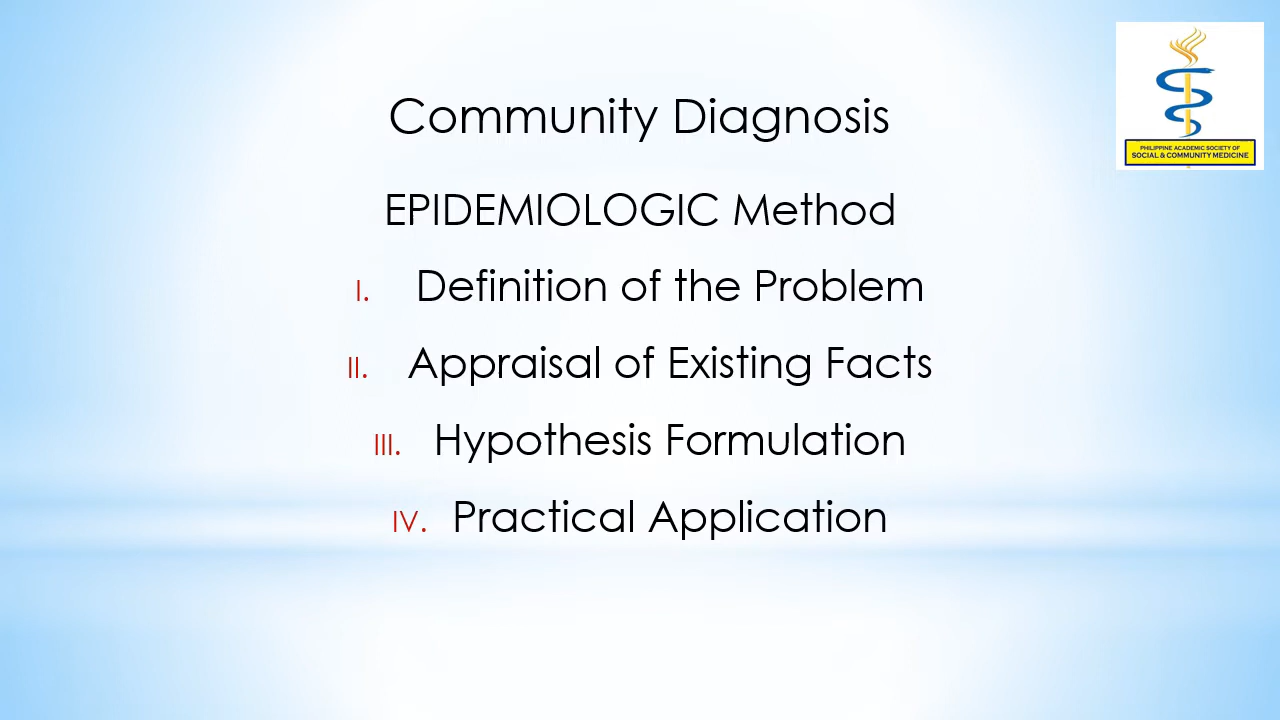 Community Diagnosis
EPIDEMIOLOGIC Method
I. Definition of the Problem
II. Appraisal of Existing Facts
III. Hypothesis Formulation
IV. Practical Application
PHILIPPINE ACADEMIC SOCIETY OF
SOCIAL & COMMUNITY MEDICINE